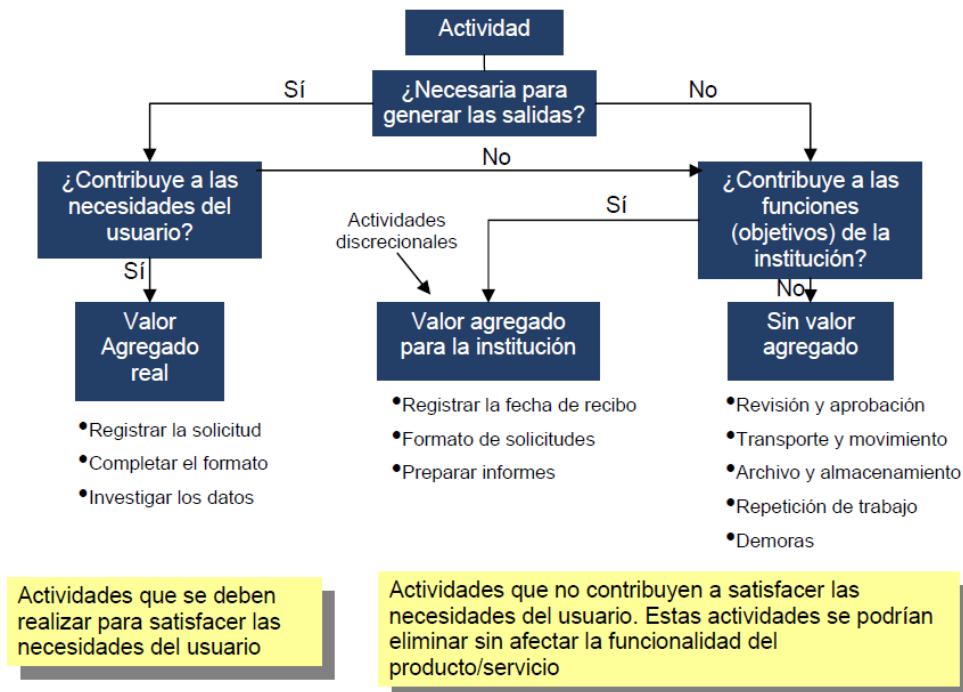 Actividad
¿Necesaria para
generar las salidas?
Sí
No
¿Contribuye a las
necesidades del
usuario?
No
¿Contribuye a las
funciones
(objetivos) de la
institución?
Sí
Actividades
discrecionales
Sí
No
Valor
Agregado
real
Valor agregado
para la institución
Sin valor
agregado
•Registrar la solicitud
•Completar el formato
•Investigar los datos
•Registrar la fecha de recibo
•Formato de solicitudes
•Preparar informes
•Revisión y aprobación
•Transporte y movimiento
•Archivo y almacenamiento
•Repetición de trabajo
•Demoras
Actividades que se deben
realizar para satisfacer las
necesidades del usuario
Actividades que no contribuyen a satisfacer las
necesidades del usuario. Estas actividades se podrían
eliminar sin afectar la funcionalidad del
producto/servicio